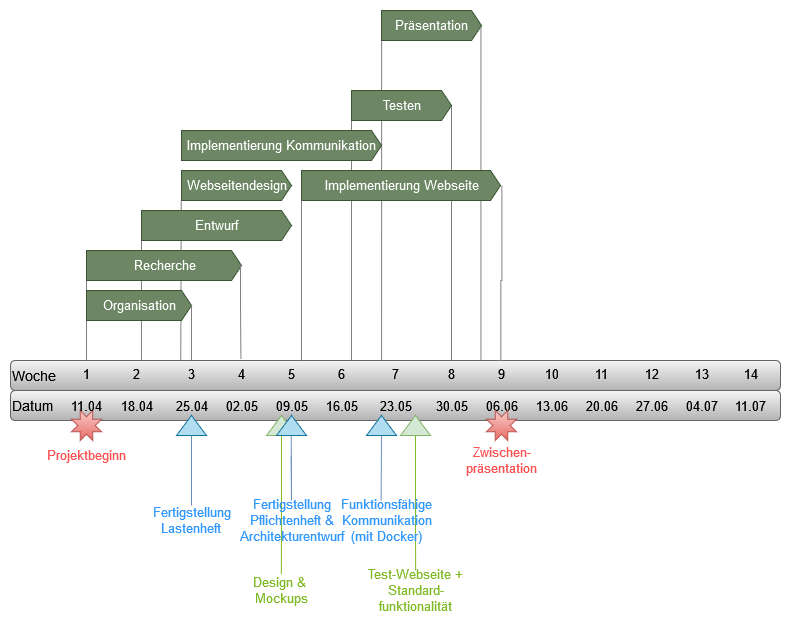 Präsentation
Testen
Implementierung Kommunikation
Webseitendesign
Implementierung Webseite
Entwurf
Recherche
Organisation
Woche 1 2 3 4 5 6 7 8 9 10 11 12 13 14
Datum 11.04 18.04 25.04 02.05 09.05 16.05 23.05 30.05 06.06 13.06 20.06 27.06 04.07 11.07
Projektbeginn
Zwischen-
präsentation
Fertigstellung
Lastenheft
Fertigstellung
Pflichtenheft &
Architekturentwurf
Funktionsfähige
Kommunikation
(mit Docker)
Design &
Mockups
Test-Webseite +
Standard-
funktionalität